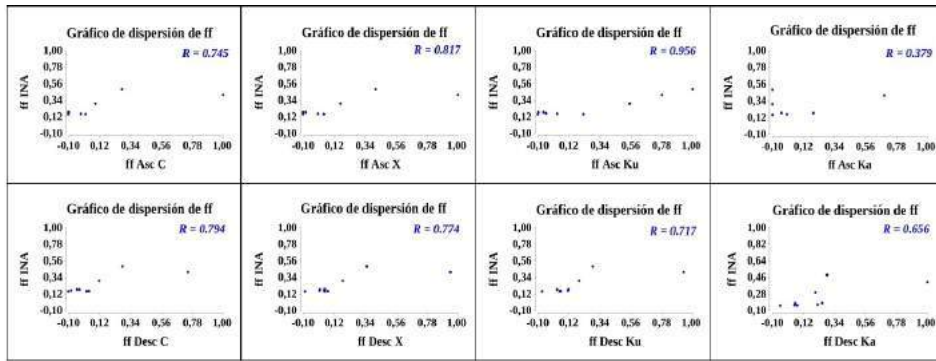 Gráfico de dispersión de ff
R = 0.745
1,00
0,78
0,56
0,34
0,12
-0,10
ff INA
-0,10 0,12 0,34 0,56 0,78 1,00
ff Asc C
Gráfico de dispersión de ff
R = 0.817
1,00
0,78
0,56
0,34
0,12
-0,10
ff INA
-0,10 0,12 0,34 0,56 0,78 1,00
ff Asc X
Gráfico de dispersión de ff
R = 0.956
1,00
0,78
0,56
0,34
0,12
-0,10
ff INA
-0,10 0,12 0,34 0,56 0,78 1,00
ff Asc Ku
Gráfico de dispersión de ff
R = 0.379
1,00
0,78
0,56
0,34
0,12
-0,10
ff INA
-0,10 0,12 0,34 0,56 0,78 1,00
ff Asc Ka
Gráfico de dispersión de ff
R = 0.794
1,00
0,78
0,56
0,34
0,12
-0,10
ff INA
-0,10 0,12 0,34 0,56 0,78 1,00
ff Desc C
Gráfico de dispersión de ff
R = 0.774
1,00
0,78
0,56
0,34
0,12
-0,10
ff INA
-0,10 0,12 0,34 0,56 0,78 1,00
ff Desc X
Gráfico de dispersión de ff
R = 0.717
1,00
0,78
0,56
0,34
0,12
-0,10
ff INA
-0,10 0,12 0,34 0,56 0,78 1,00
ff Desc Ku
Gráfico de dispersión de ff
R = 0.656
1,00
0,82
0,64
0,46
0,28
0,10
ff INA
-0,10 0,12 0,34 0,56 0,78 1,00
ff Desc Ka